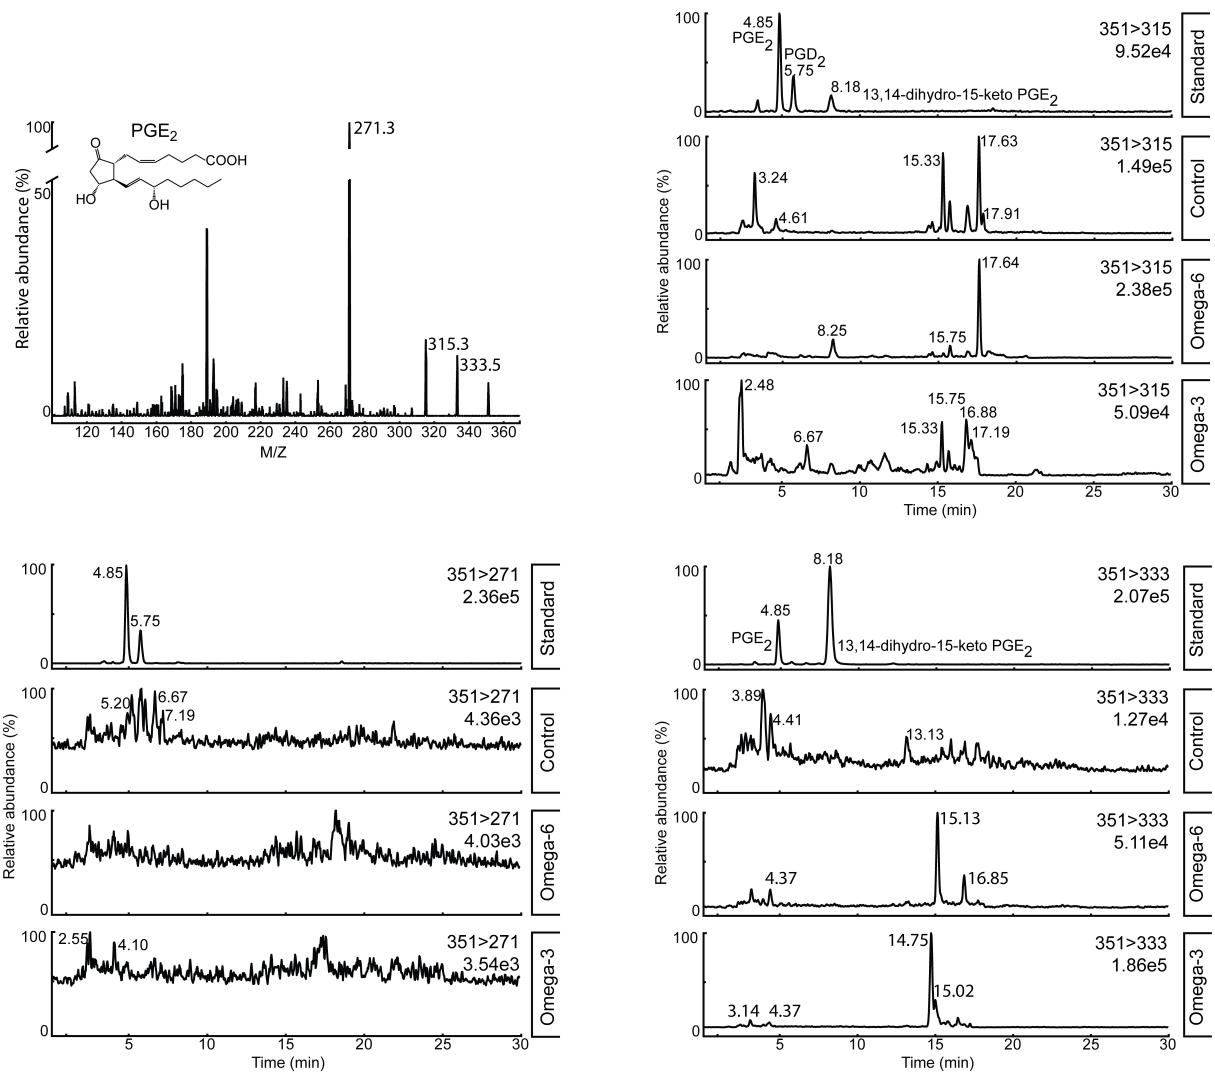 PGE2
O
COOH
HO
OH
100
50
0
271.3
315.3
333.5
Relative abundance (%)
120 140 160 180 200 220 240 260 280 300 320 340 360
M/Z
100
0
4.85
PGE2
PGD2
5.75
8.18
13,14-dihydro-15-keto PGE2
351>315
9.52e4
Standard
100
0
3.24
4.61
15.33
17.63
17.91
351>315
1.49e5
Control
100
0
8.25
15.75
17.64
351>315
2.38e5
Omega-6
100
0
2.48
6.67
15.75
15.33
16.88
17.19
351>315
5.09e4
Omega-3
Relative abundance (%)
5 10 15 20 25 30
Time (min)
100
0
4.85
5.75
351>271
2.36e5
Standard
100
0
5.20
6.67
7.19
351>271
4.36e3
Control
100
0
351>271
4.03e3
Omega-6
100
0
2.55
4.10
351>271
3.54e3
Omega-3
Relative abundance (%)
5 10 15 20 25 30
Time (min)
100
0
8.18
4.85
PGE2
13,14-dihydro-15-keto PGE2
351>333
2.07e5
Standard
100
0
3.89
4.41
13.13
351>333
1.27e4
Control
100
0
4.37
15.13
16.85
351>333
5.11e4
Omega-6
100
0
3.14
4.37
14.75
15.02
351>333
1.86e5
Omega-3
Relative abundance (%)
5 10 15 20 25 30
Time (min)